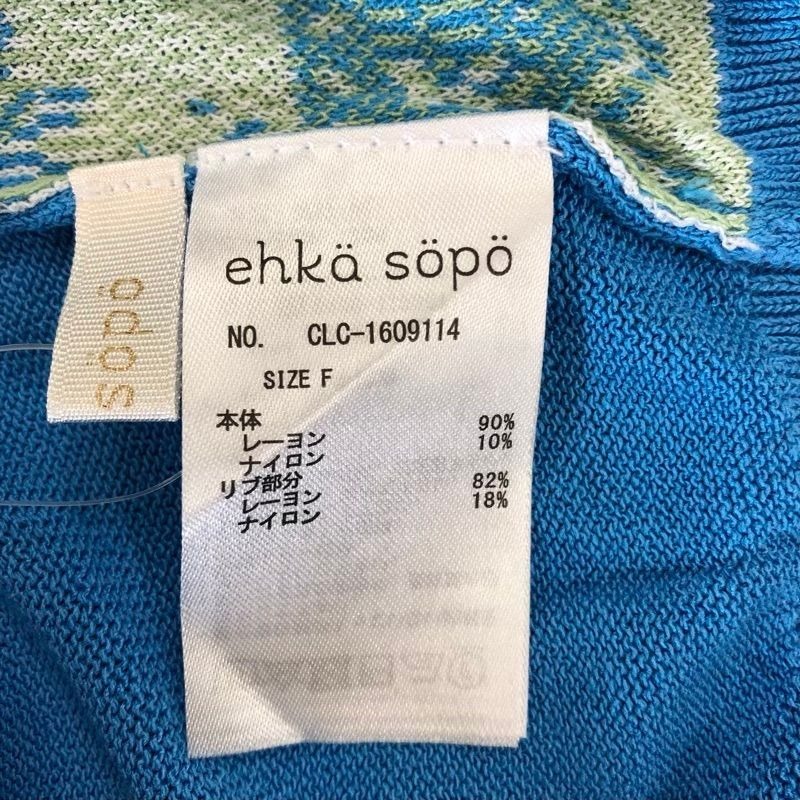 söpö
ehkä söpö
NO. CLC-1609114
SIZE F
本体
レーヨン 90%
ナイロン 10%
リブ部分
レーヨン 82%
ナイロン 18%